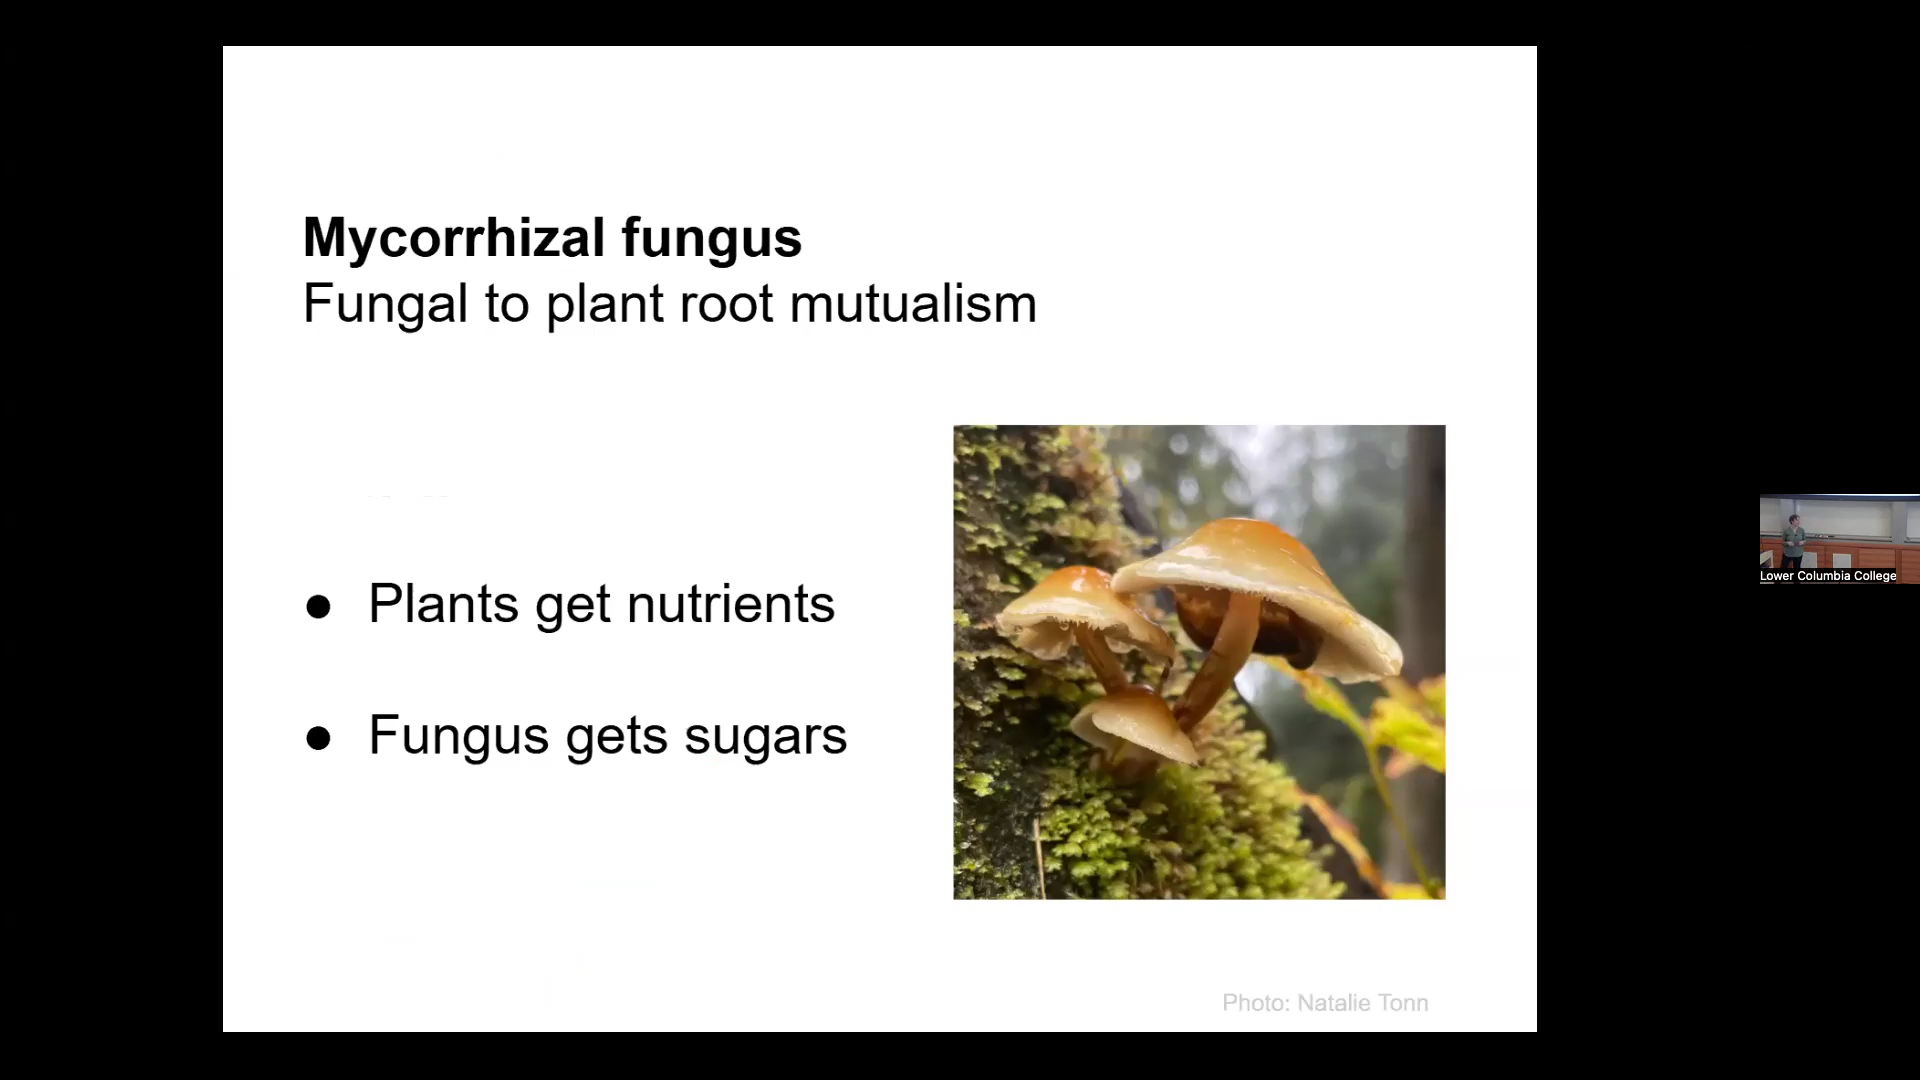 Mycorrhizal fungus
Fungal to plant root mutualism
● Plants get nutrients
● Fungus gets sugars
Photo: Natalie Tonn
Lower Columbia College